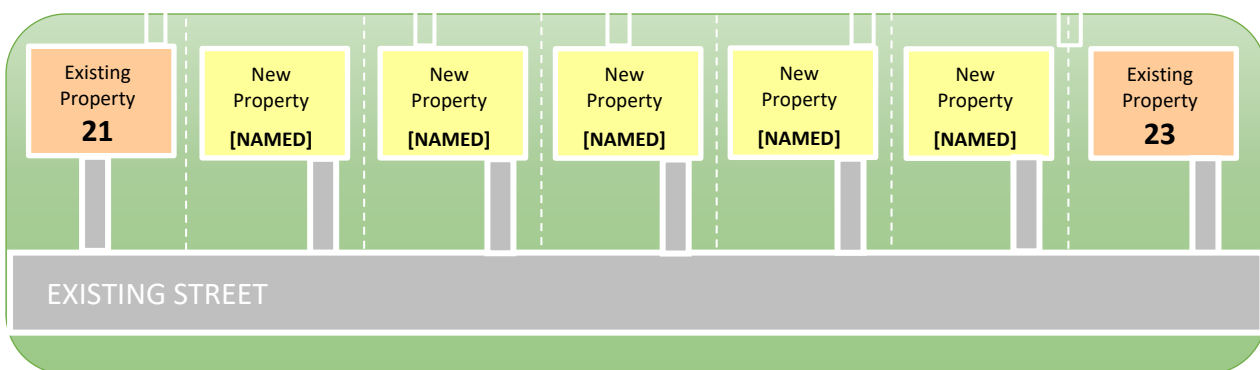 Existing
Property
21
New
Property
[NAMED]
New
Property
[NAMED]
New
Property
[NAMED]
New
Property
[NAMED]
New
Property
[NAMED]
Existing
Property
23
EXISTING STREET